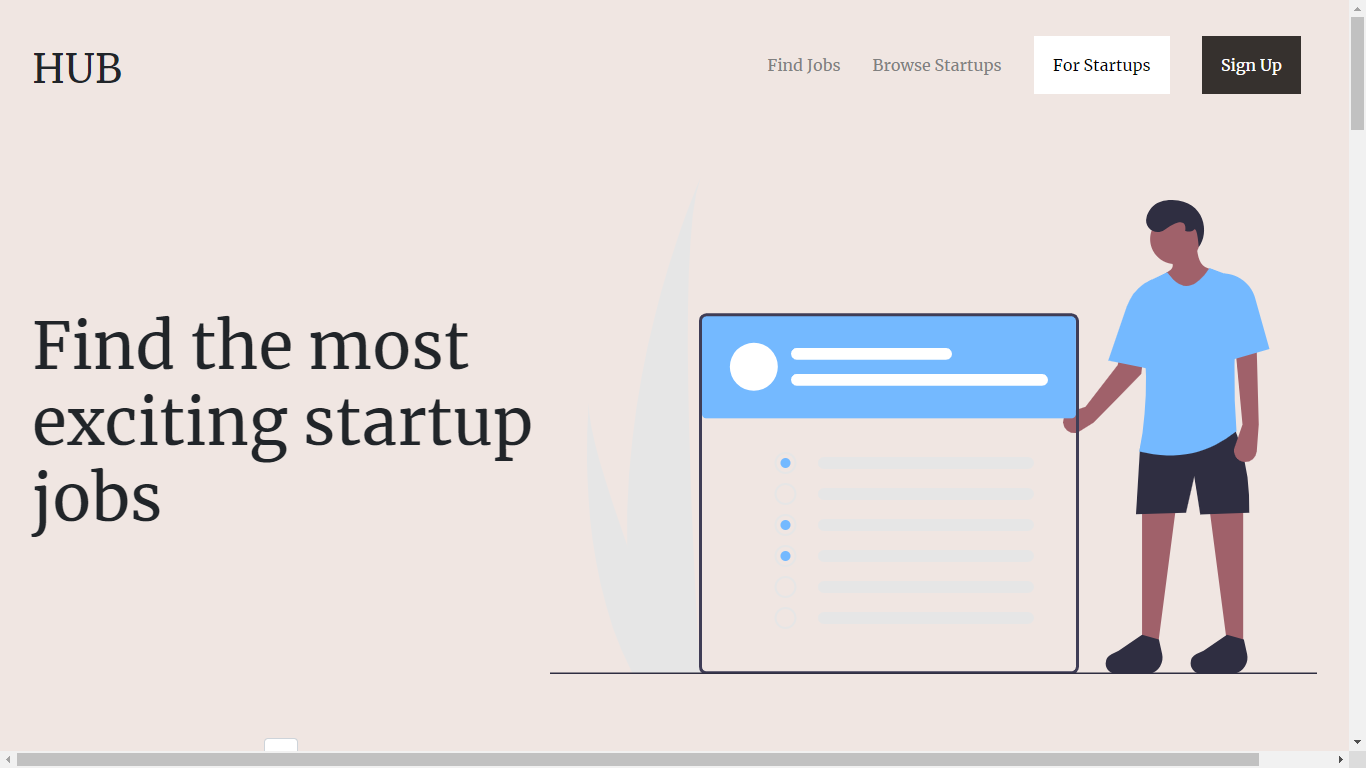 HUB
Find Jobs
Browse Startups
For Startups
Sign Up
Find the most
exciting startup
jobs